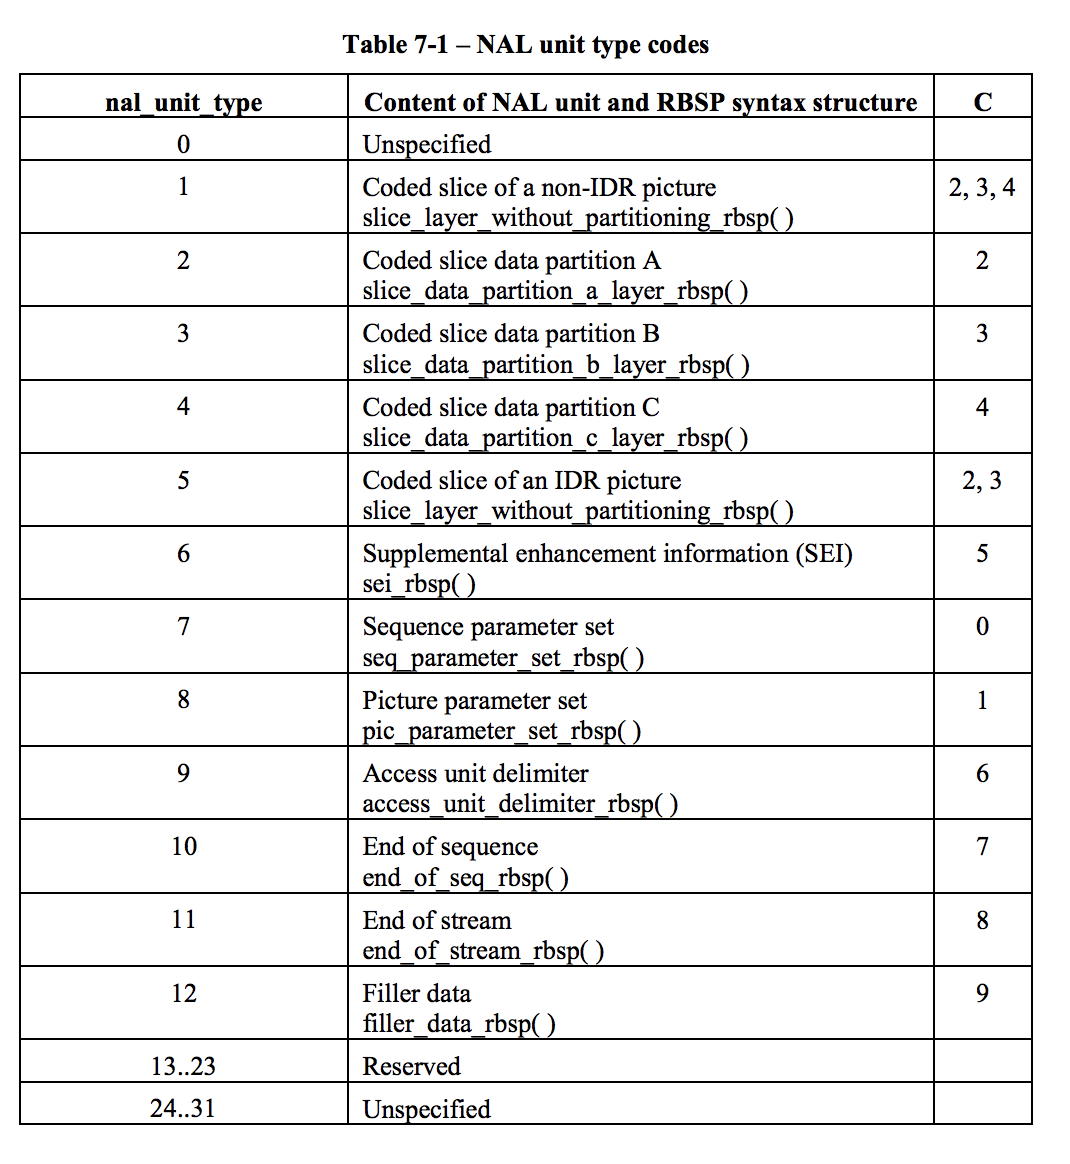 Table 7-1 – NAL unit type codes
nal_unit_type Content of NAL unit and RBSP syntax structure C
0 Unspecified
1 Coded slice of a non-IDR picture 2, 3, 4
slice_layer_without_partitioning_rbsp( )
2 Coded slice data partition A 2
slice_data_partition_a_layer_rbsp( )
3 Coded slice data partition B 3
slice_data_partition_b_layer_rbsp( )
4 Coded slice data partition C 4
slice_data_partition_c_layer_rbsp( )
5 Coded slice of an IDR picture 2, 3
slice_layer_without_partitioning_rbsp( )
6 Supplemental enhancement information (SEI) 5
sei_rbsp( )
7 Sequence parameter set 0
seq_parameter_set_rbsp( )
8 Picture parameter set 1
pic_parameter_set_rbsp( )
9 Access unit delimiter 6
access_unit_delimiter_rbsp( )
10 End of sequence 7
end_of_seq_rbsp( )
11 End of stream 8
end_of_stream_rbsp( )
12 Filler data 9
filler_data_rbsp( )
13..23 Reserved
24..31 Unspecified